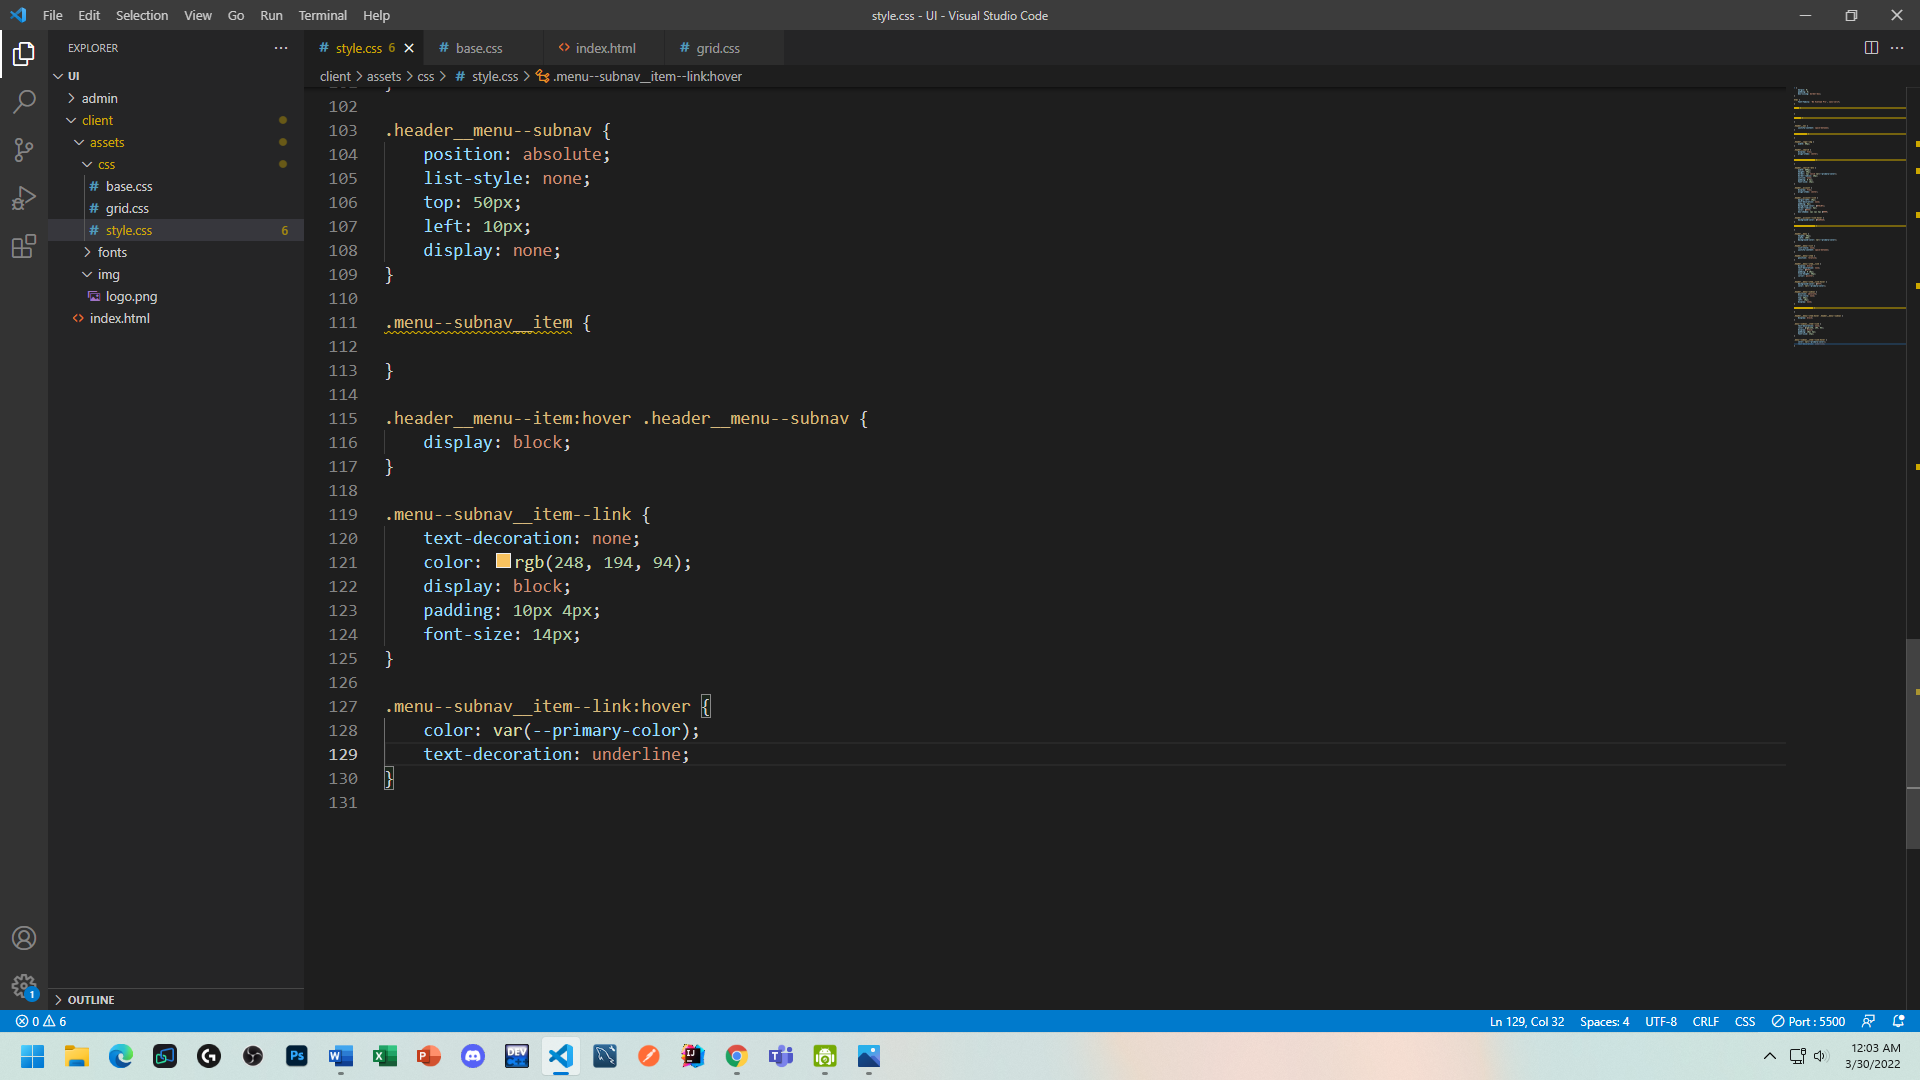 File Edit Selection View Go Run Terminal Help
style.css - UI - Visual Studio Code
EXPLORER
UI
admin
client
assets
css
# base.css
# grid.css
# style.css 6
fonts
img
logo.png
index.html
OUTLINE
# style.css 6
# base.css
index.html
# grid.css
client > assets > css > # style.css > .menu--subnav__item--link:hover
102
103 .header__menu--subnav {
104 position: absolute;
105 list-style: none;
106 top: 50px;
107 left: 10px;
108 display: none;
109 }
110
111 .menu--subnav__item {
112
113 }
114
115 .header__menu--item:hover .header__menu--subnav {
116 display: block;
117 }
118
119 .menu--subnav__item--link {
120 text-decoration: none;
121 color: rgb(248, 194, 94);
122 display: block;
123 padding: 10px 4px;
124 font-size: 14px;
125 }
126
127 .menu--subnav__item--link:hover {
128 color: var(--primary-color);
129 text-decoration: underline;
130 }
131
1
0 6
Ln 129, Col 32 Spaces: 4 UTF-8 CRLF CSS Port : 5500
Ps
W
X
P
DEV
IJ
12:03 AM
3/30/2022